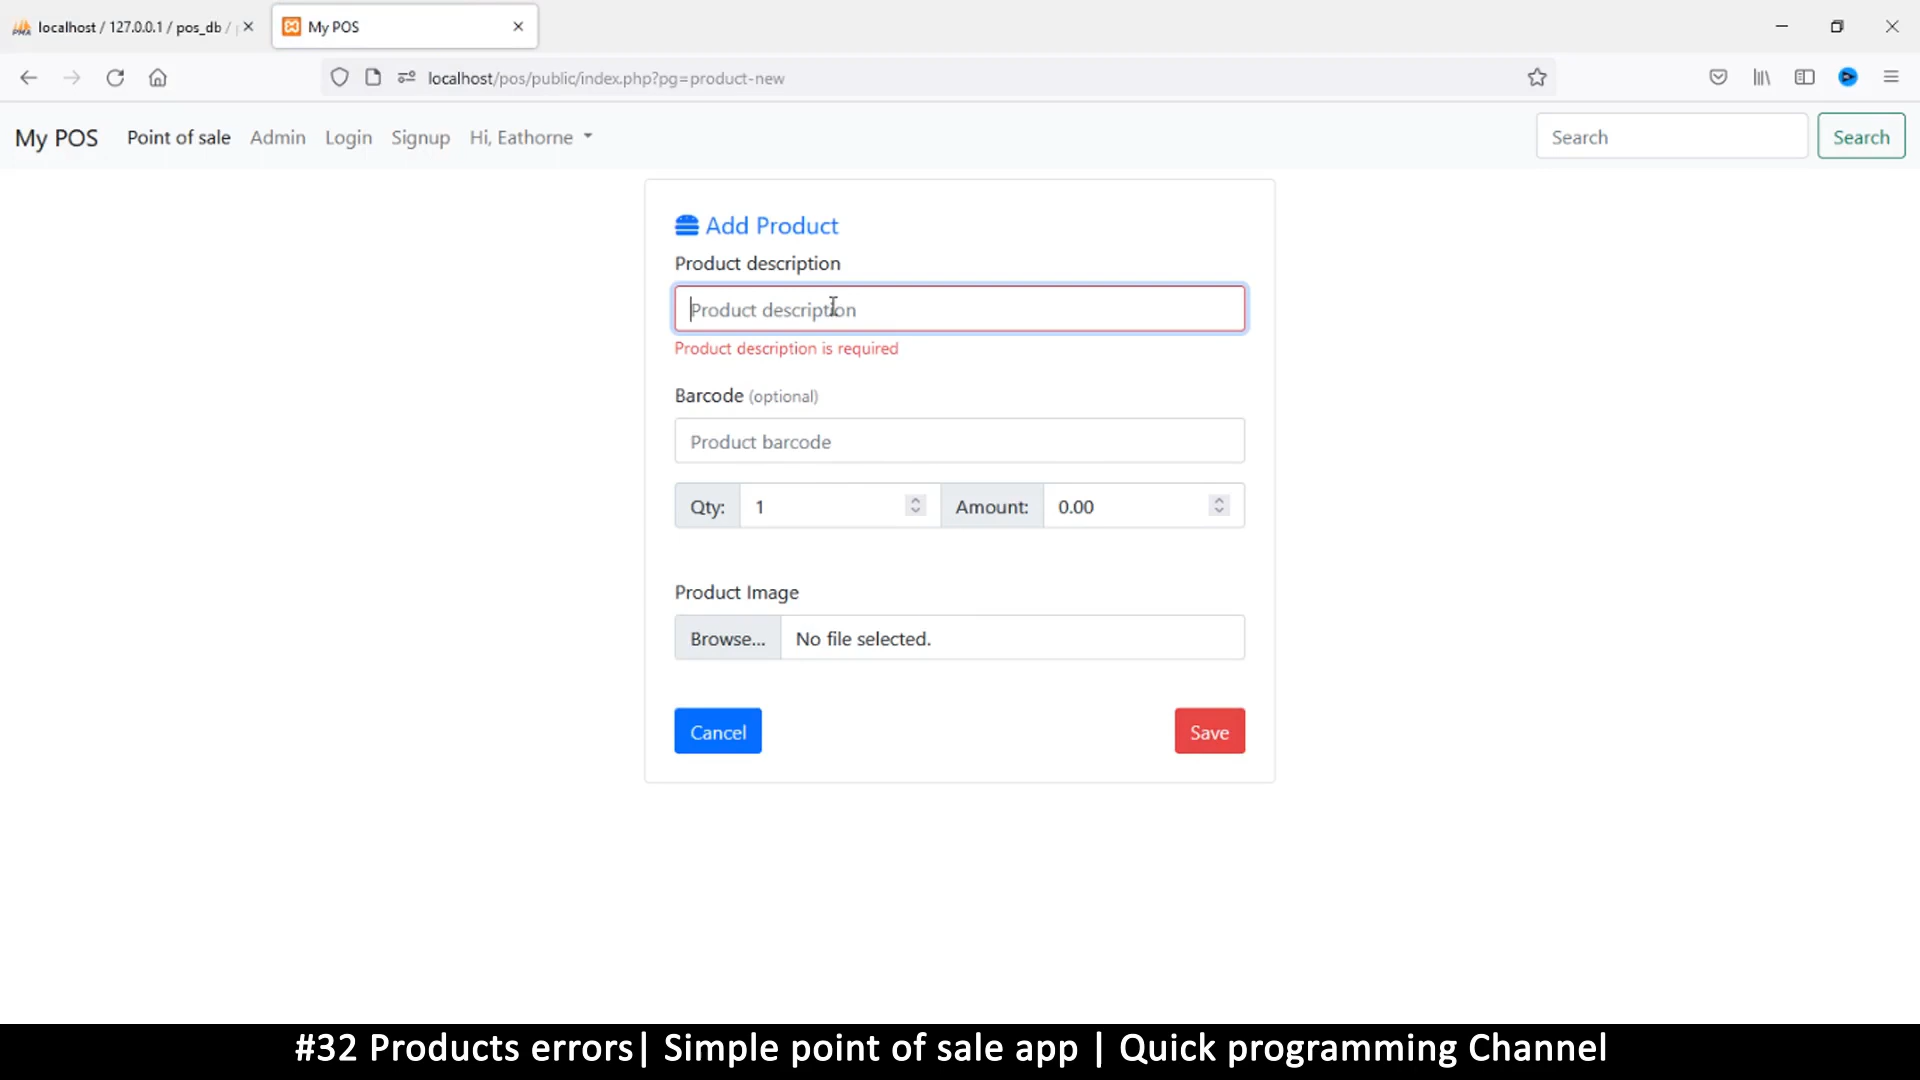 localhost / 127.0.0.1 / pos_db /
My POS
localhost/pos/public/index.php?pg=product-new
My POS Point of sale Admin Login Signup Hi, Eathorne Search Search
Add Product
Product description
Product description
Product description is required
Barcode (optional)
Product barcode
Qty: 1 Amount: 0.00
Product Image
Browse... No file selected.
Cancel Save
#32 Products errors| Simple point of sale app | Quick programming Channel